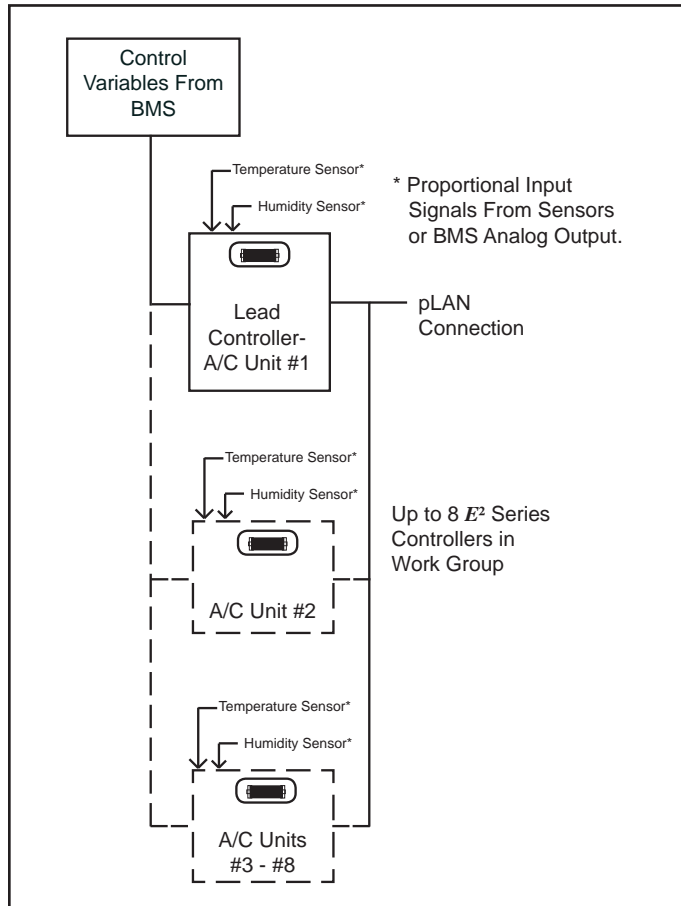 Control
Variables From
BMS
Temperature Sensor*
Humidity Sensor*
* Proportional Input
Signals From Sensors
or BMS Analog Output.
Lead
Controller-
A/C Unit #1
pLAN
Connection
Temperature Sensor*
Humidity Sensor*
Up to 8 E² Series
Controllers in
Work Group
A/C Unit #2
Temperature Sensor*
Humidity Sensor*
A/C Units
#3 - #8